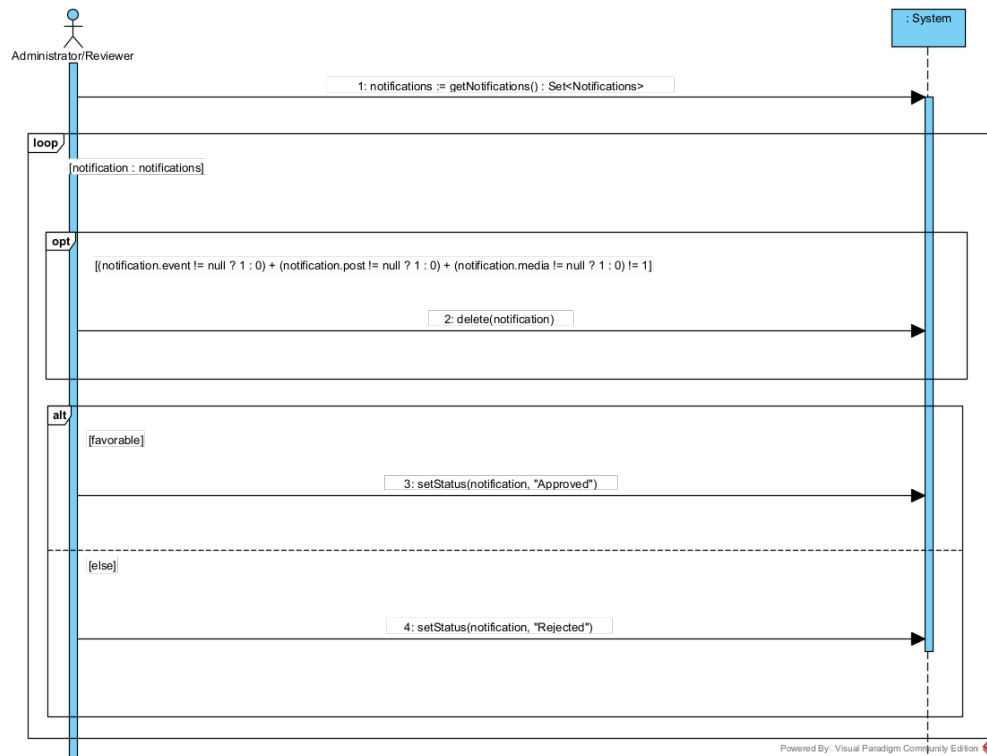 : System
Administrator/Reviewer
1: notifications := getNotifications() : Set<Notifications>
loop
[notification : notifications]
opt
[(notification.event != null ? 1 : 0) + (notification.post != null ? 1 : 0) + (notification.media != null ? 1 : 0) != 1]
2: delete(notification)
alt
[favorable]
3: setStatus(notification, "Approved")
[else]
4: setStatus(notification, "Rejected")
Powered By Visual Paradigm Community Edition